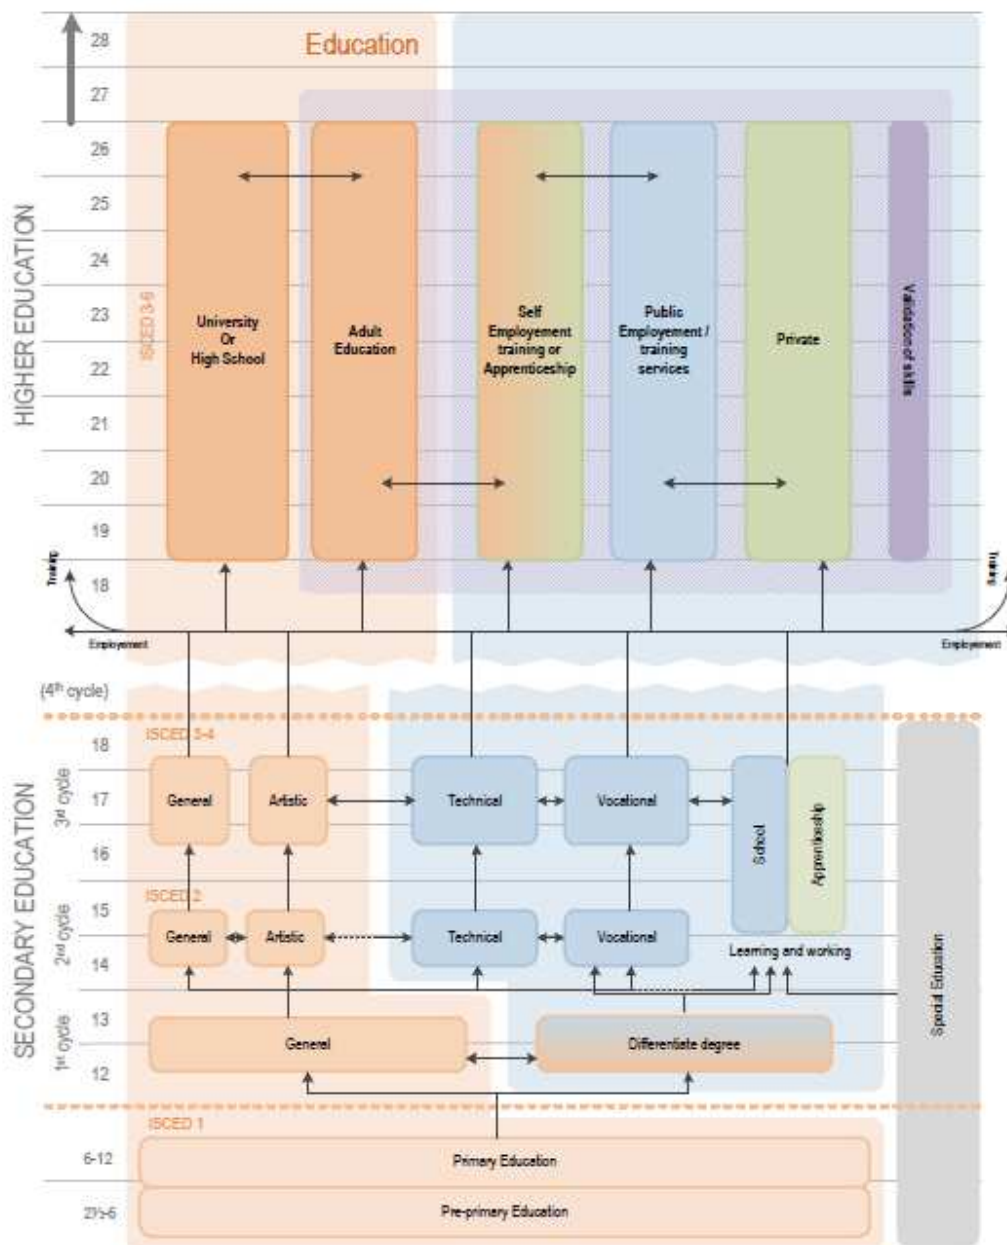 28
Education
27
26
25
24
23
22
21
20
19
18
HIGHER EDUCATION
ISCED 3-6
University
Or
High School
Adult
Education
Self
Employement
training or
Apprenticeship
Public
Employement /
training
services
Private
Validation of skills
Training
Employement
Training
Employement
(4th cycle)
SECONDARY EDUCATION
ISCED 3-4
18
3rd cycle
17
16
General
Artistic
Technical
Vocational
School
Apprenticeship
ISCED 2
2nd cycle
15
14
General
Artistic
Technical
Vocational
Learning and working
Special Education
1st cycle
13
12
General
Differentiate degree
ISCED 1
6-12
Primary Education
2½-6
Pre-primary Education